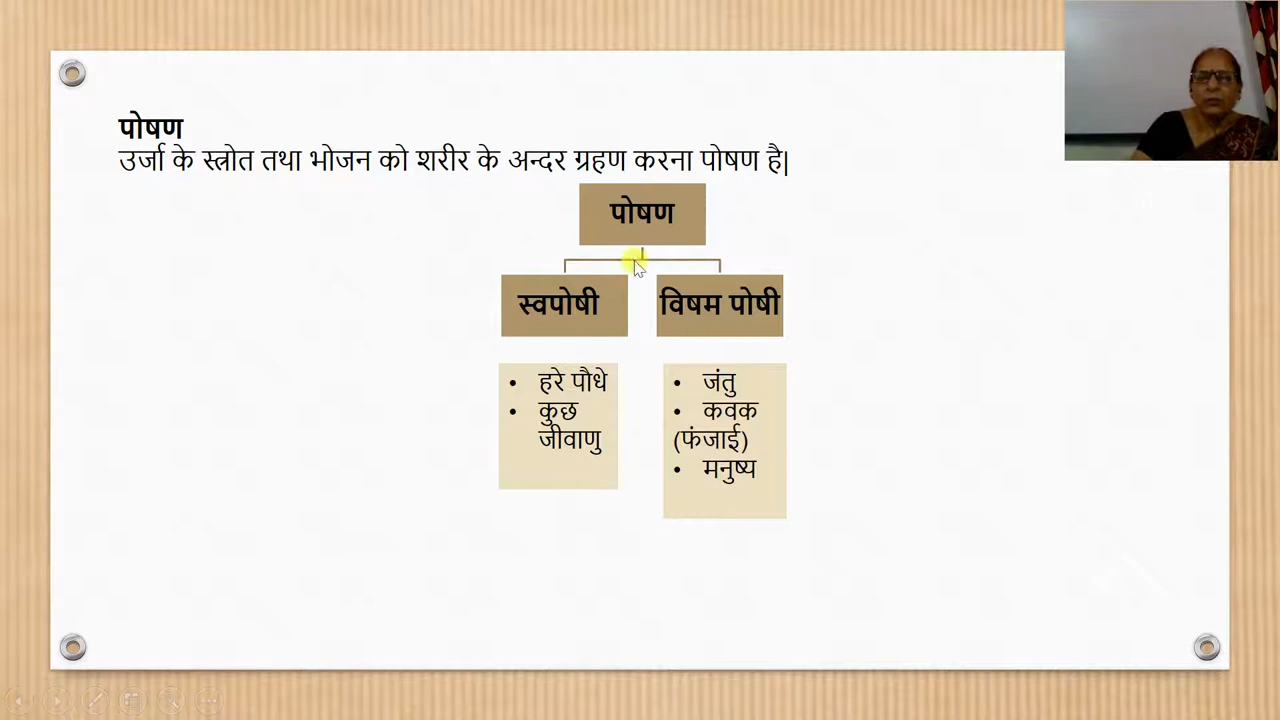 पोषण
उर्जा के स्त्रोत तथा भोजन को शरीर के अन्दर ग्रहण करना पोषण है|
पोषण
स्वपोषी
विषम पोषी
• हरे पौधे
• कुछ
जीवाणु
• जंतु
• कवक
(फंजाई)
• मनुष्य